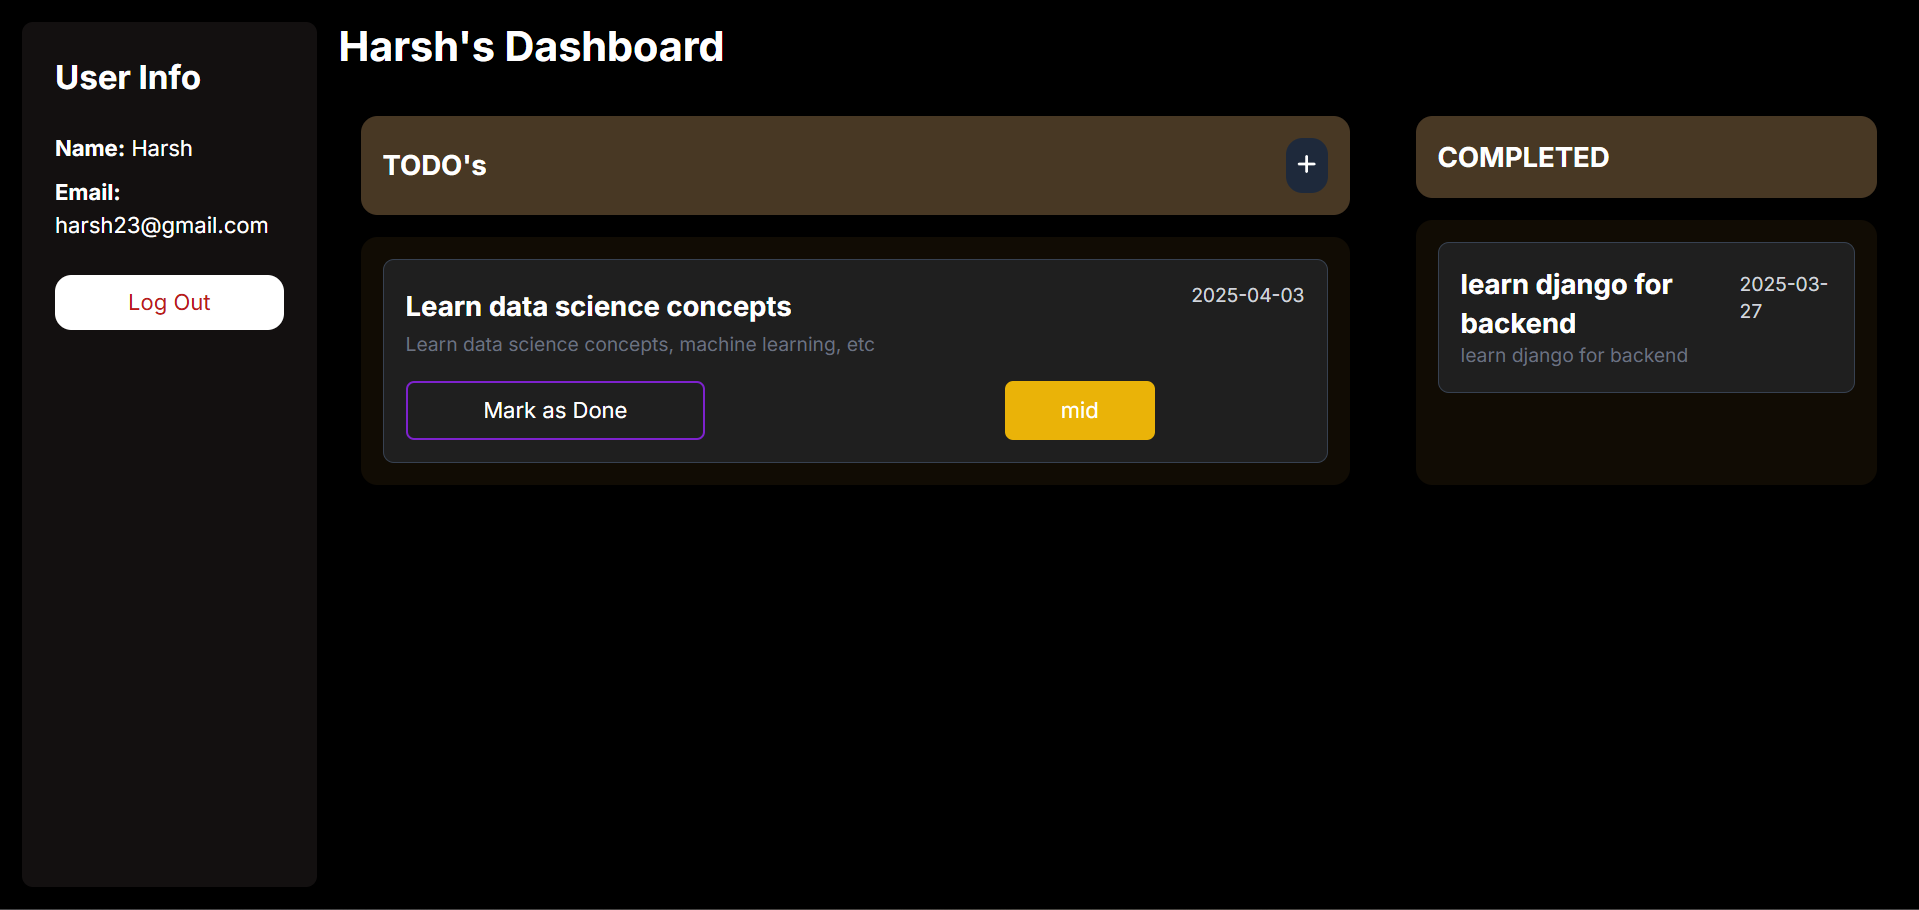 User Info
Name: Harsh
Email:
harsh23@gmail.com
Log Out
Harsh's Dashboard
TODO's
+
Learn data science concepts
2025-04-03
Learn data science concepts, machine learning, etc
Mark as Done
mid
COMPLETED
learn django for
backend
2025-03-
27
learn django for backend